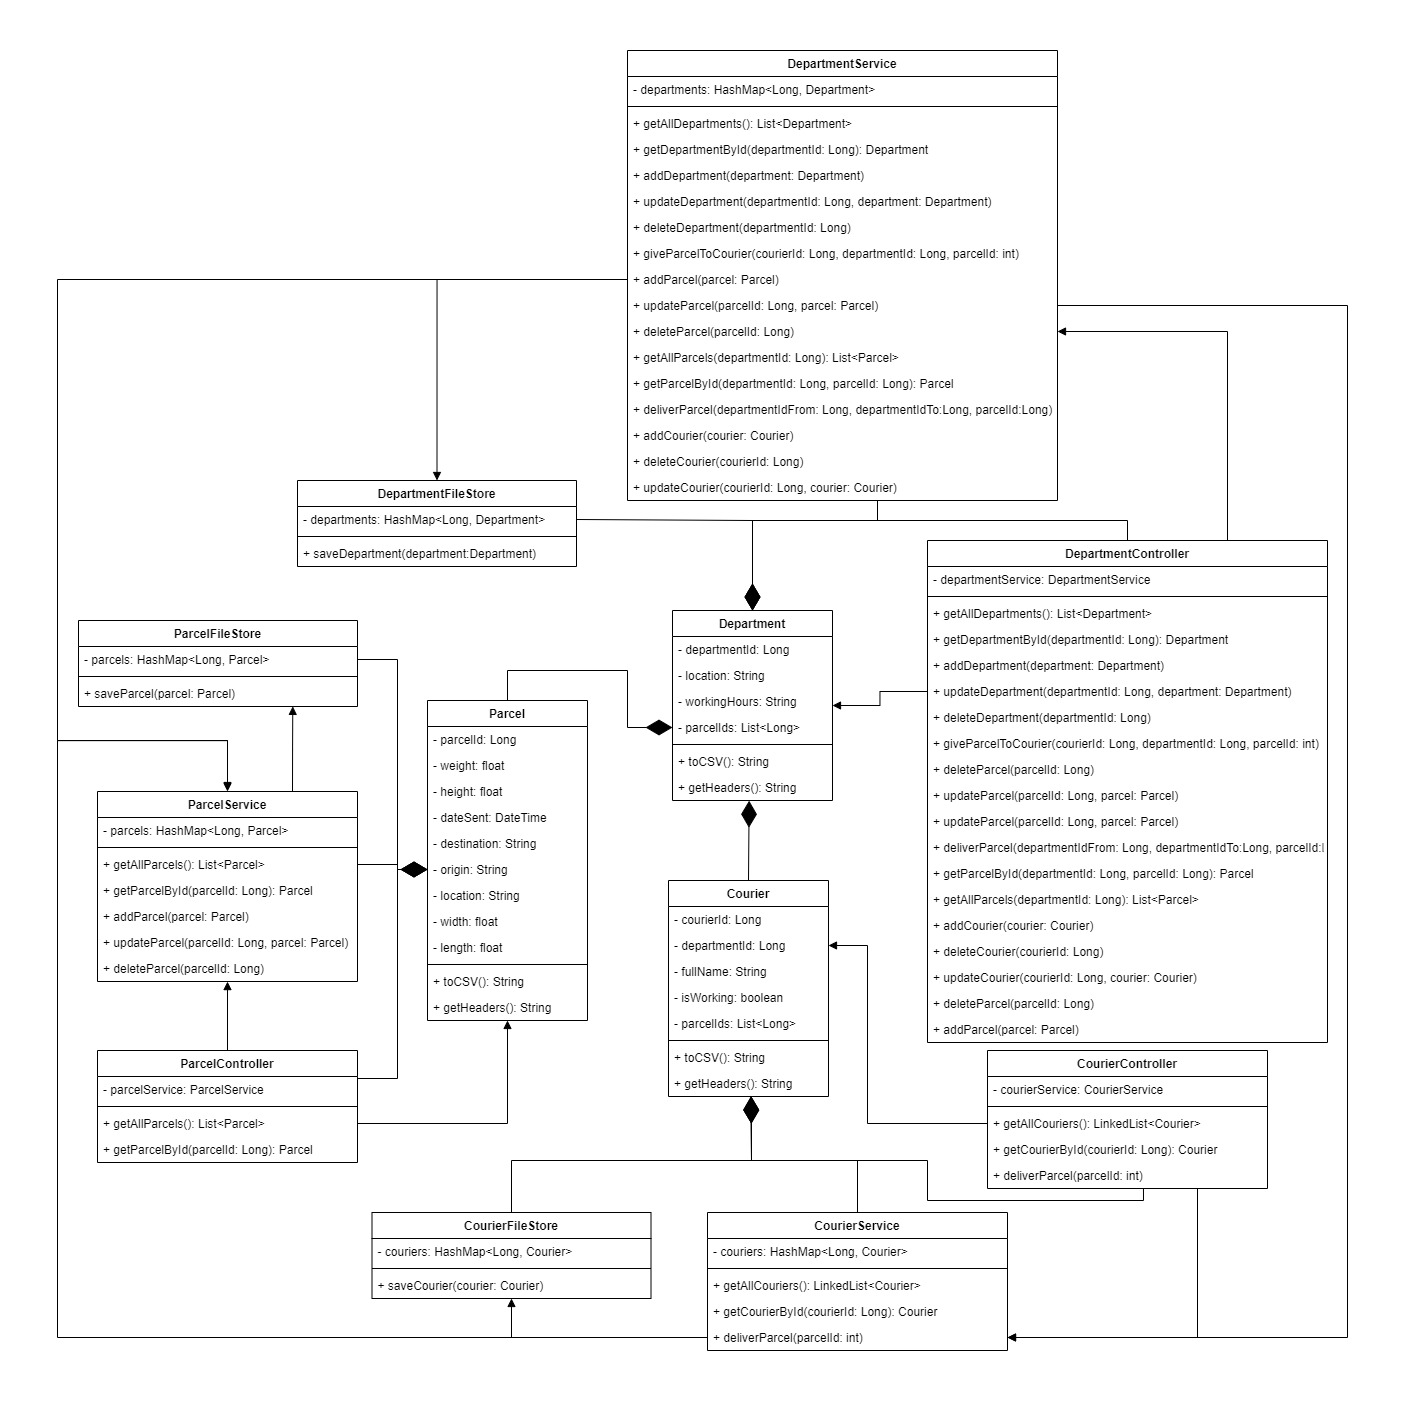 DepartmentService
- departments: HashMap<Long, Department>
+ getAllDepartments(): List<Department>
+ getDepartmentById(departmentId: Long): Department
+ addDepartment(department: Department)
+ updateDepartment(departmentId: Long, department: Department)
+ deleteDepartment(departmentId: Long)
+ giveParcelToCourier(courierId: Long, departmentId: Long, parcelId: int)
+ addParcel(parcel: Parcel)
+ updateParcel(parcelId: Long, parcel: Parcel)
+ deleteParcel(parcelId: Long)
+ getAllParcels(departmentId: Long): List<Parcel>
+ getParcelById(departmentId: Long, parcelId: Long): Parcel
+ deliverParcel(departmentIdFrom: Long, departmentIdTo:Long, parcelId:Long)
+ addCourier(courier: Courier)
+ deleteCourier(courierId: Long)
+ updateCourier(courierId: Long, courier: Courier)
DepartmentFileStore
- departments: HashMap<Long, Department>
+ saveDepartment(department:Department)
DepartmentController
- departmentService: DepartmentService
+ getAllDepartments(): List<Department>
+ getDepartmentById(departmentId: Long): Department
+ addDepartment(department: Department)
+ updateDepartment(departmentId: Long, department: Department)
+ deleteDepartment(departmentId: Long)
+ giveParcelToCourier(courierId: Long, departmentId: Long, parcelId: int)
+ deleteParcel(parcelId: Long)
+ updateParcel(parcelId: Long, parcel: Parcel)
+ updateParcel(parcelId: Long, parcel: Parcel)
+ deliverParcel(departmentIdFrom: Long, departmentIdTo:Long, parcelId:
+ getParcelById(departmentId: Long, parcelId: Long): Parcel
+ getAllParcels(departmentId: Long): List<Parcel>
+ addCourier(courier: Courier)
+ deleteCourier(courierId: Long)
+ updateCourier(courierId: Long, courier: Courier)
+ deleteParcel(parcelId: Long)
+ addParcel(parcel: Parcel)
Department
- departmentId: Long
- location: String
- workingHours: String
- parcelIds: List<Long>
+ toCSV(): String
+ getHeaders(): String
ParcelFileStore
- parcels: HashMap<Long, Parcel>
+ saveParcel(parcel: Parcel)
Parcel
- parcelId: Long
- weight: float
- height: float
- dateSent: DateTime
- destination: String
- origin: String
- location: String
- width: float
- length: float
+ toCSV(): String
+ getHeaders(): String
ParcelService
- parcels: HashMap<Long, Parcel>
+ getAllParcels(): List<Parcel>
+ getParcelById(parcelId: Long): Parcel
+ addParcel(parcel: Parcel)
+ updateParcel(parcelId: Long, parcel: Parcel)
+ deleteParcel(parcelId: Long)
Courier
- courierId: Long
- departmentId: Long
- fullName: String
- isWorking: boolean
- parcelIds: List<Long>
+ toCSV(): String
+ getHeaders(): String
ParcelController
- parcelService: ParcelService
+ getAllParcels(): List<Parcel>
+ getParcelById(parcelId: Long): Parcel
CourierController
- courierService: CourierService
+ getAllCouriers(): LinkedList<Courier>
+ getCourierById(courierId: Long): Courier
+ deliverParcel(parcelId: int)
CourierFileStore
- couriers: HashMap<Long, Courier>
+ saveCourier(courier: Courier)
CourierService
- couriers: HashMap<Long, Courier>
+ getAllCouriers(): LinkedList<Courier>
+ getCourierById(courierId: Long): Courier
+ deliverParcel(parcelId: int)